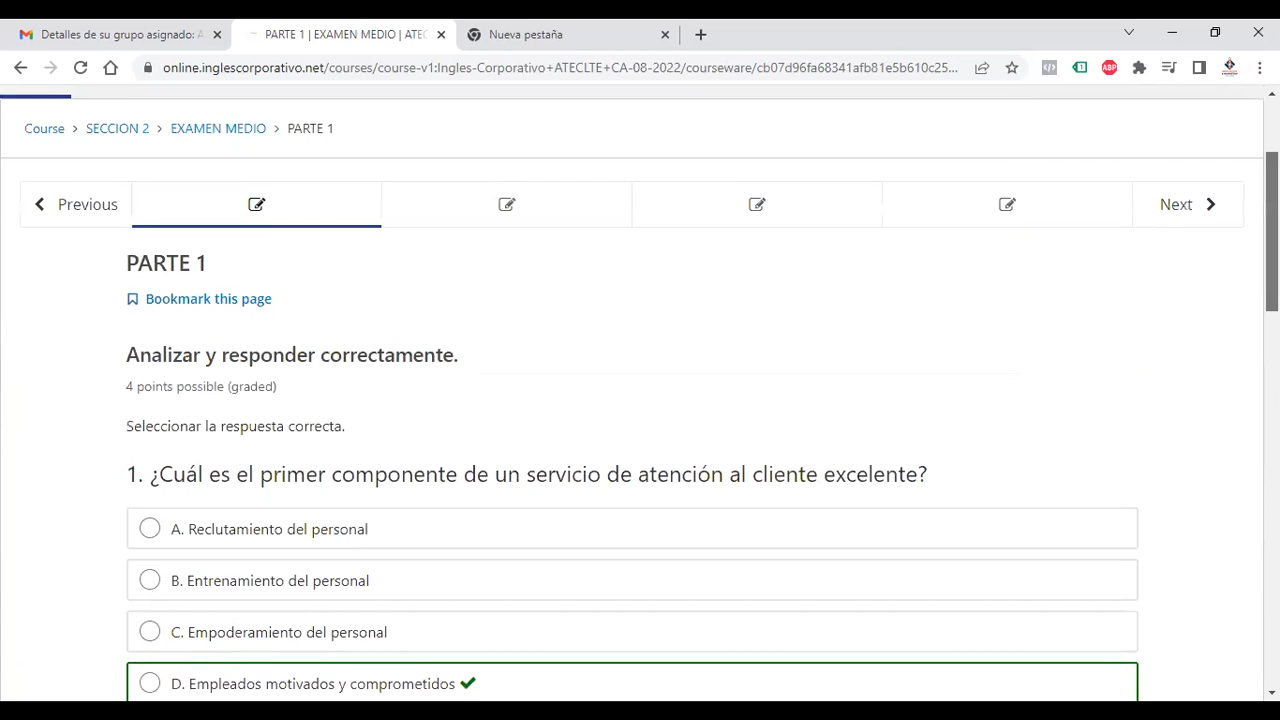 Detalles de su grupo asignado: A
PARTE 1 | EXAMEN MEDIO | ATEC
Nueva pestaña
online.inglescorporativo.net/courses/course-v1:Ingles-Corporativo+ATECLTE+CA-08-2022/courseware/cb07d96fa68341afb81e5b610c25...
ABP
Course > SECCION 2 > EXAMEN MEDIO > PARTE 1
Previous
Next
PARTE 1
Bookmark this page
Analizar y responder correctamente.
4 points possible (graded)
Seleccionar la respuesta correcta.
1. ¿Cuál es el primer componente de un servicio de atención al cliente excelente?
A. Reclutamiento del personal
B. Entrenamiento del personal
C. Empoderamiento del personal
D. Empleados motivados y comprometidos